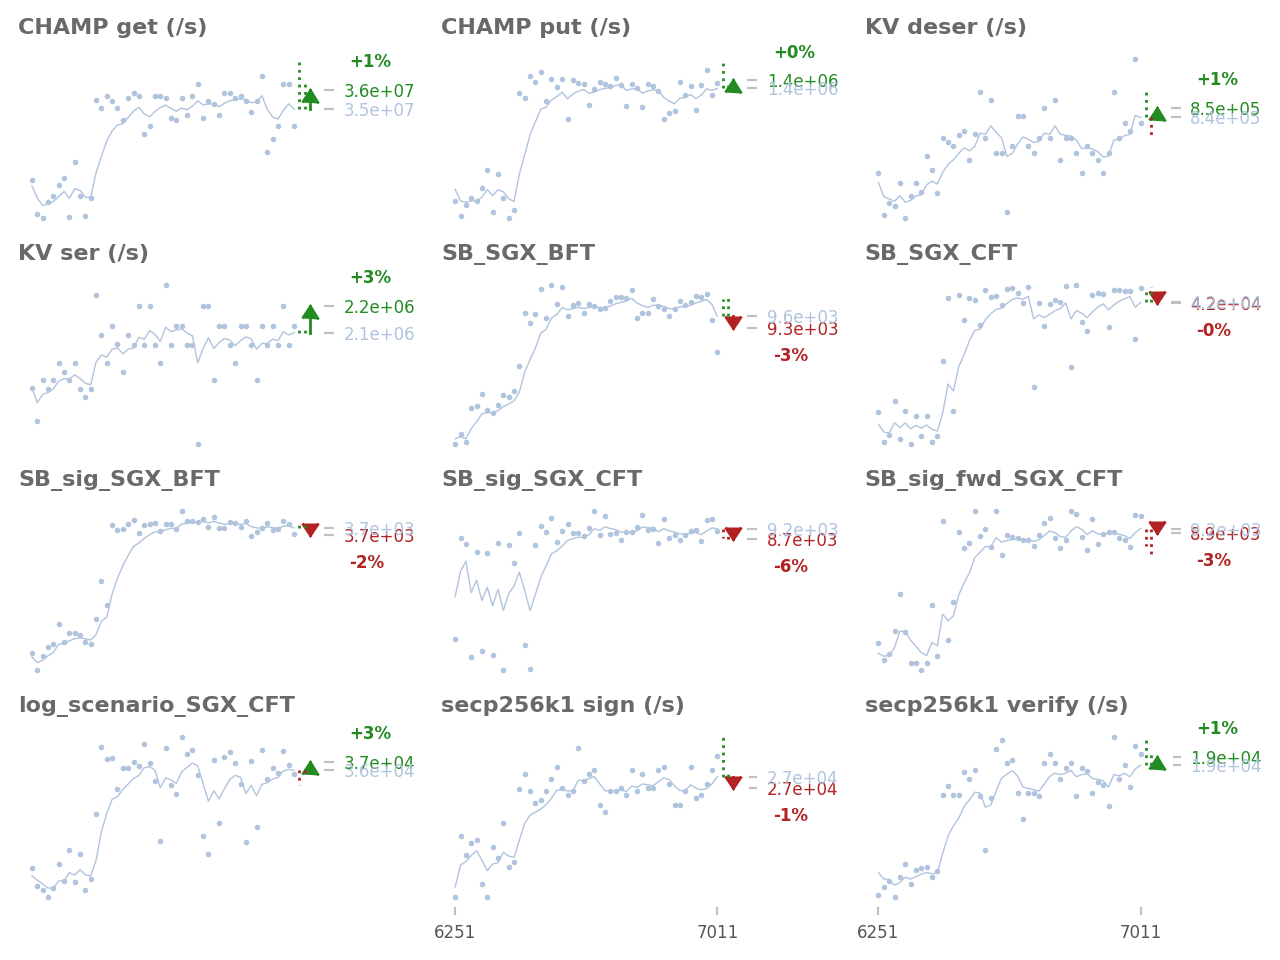 CHAMP get (/s)
+1%
3.6e+07
3.5e+07
CHAMP put (/s)
+0%
1.4e+06
1.4e+06
KV deser (/s)
+1%
8.5e+05
8.4e+05
KV ser (/s)
+3%
2.2e+06
2.1e+06
SB_SGX_BFT
9.6e+03
9.3e+03
-3%
SB_SGX_CFT
4.2e+04
-0%
SB_sig_SGX_BFT
3.7e+03
3.7e+03
-2%
SB_sig_SGX_CFT
9.2e+03
8.7e+03
-6%
SB_sig_fwd_SGX_CFT
8.9e+03
-3%
log_scenario_SGX_CFT
+3%
3.7e+04
3.6e+04
secp256k1 sign (/s)
2.7e+04
2.7e+04
-1%
secp256k1 verify (/s)
+1%
1.9e+04
1.9e+04
6251
7011
6251
7011